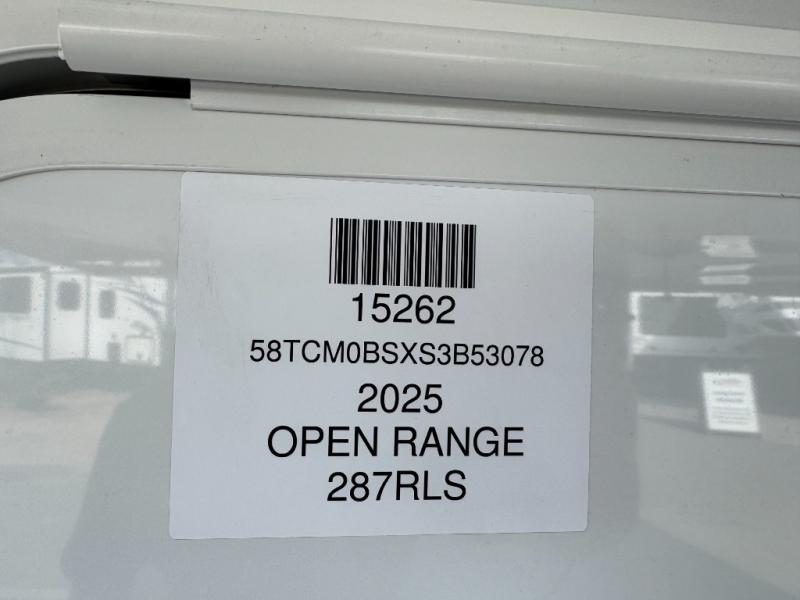 15262
58TCM0BSXS3B53078
2025
OPEN RANGE
287RLS